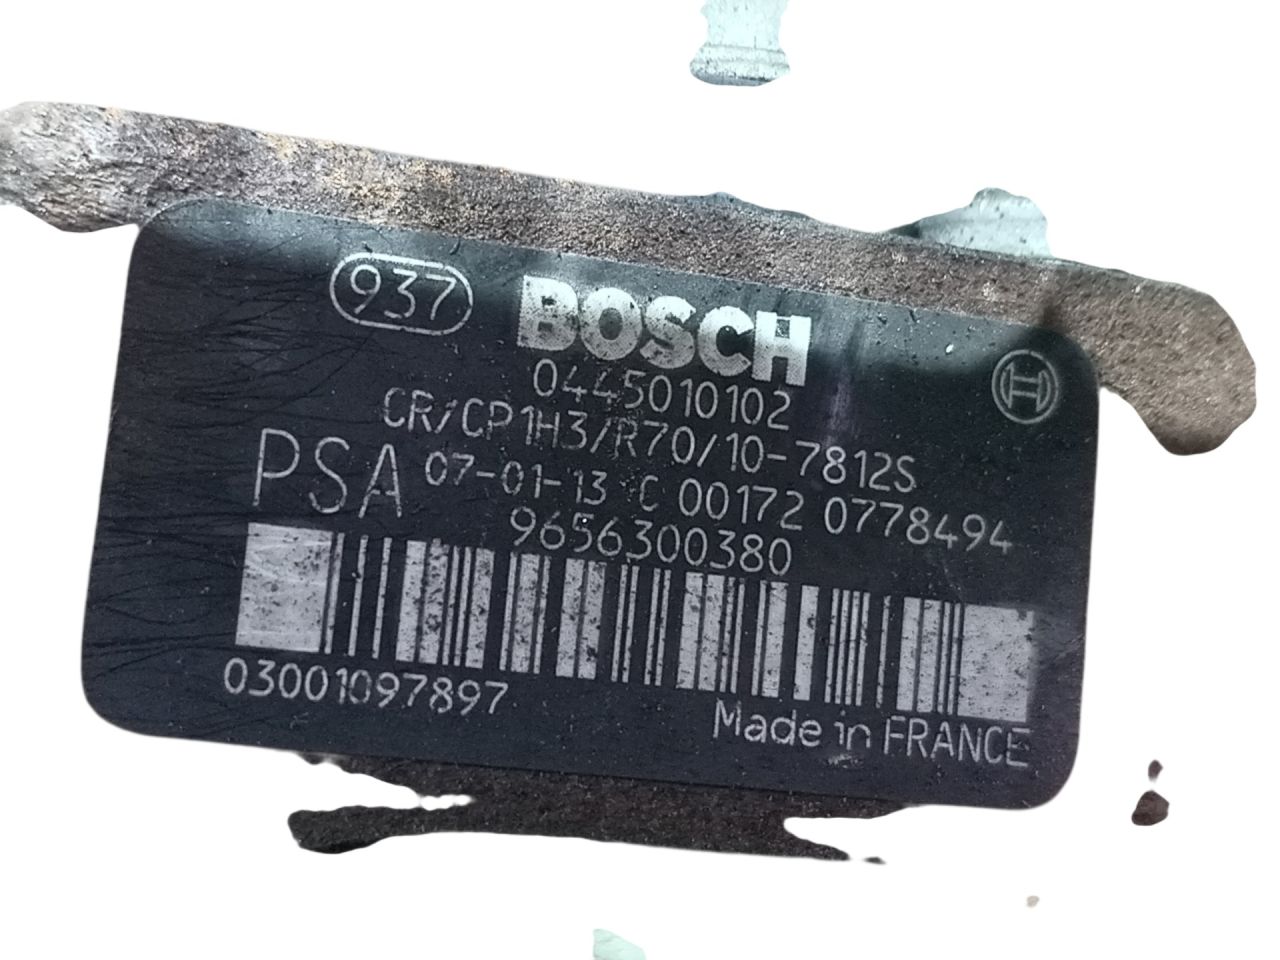 937 BOSCH
0445010102
CR/CP1H3/R70/10-7812S
PSA 07-01-13 C 00172 0778494
9656300380
03001097897
Made in FRANCE